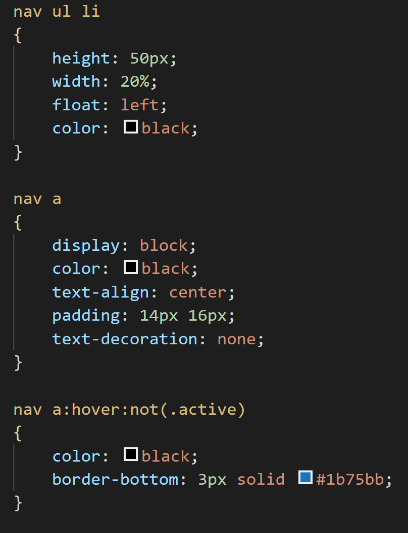 nav ul li
{
    height: 50px;
    width: 20%;
    float: left;
    color: black;
}

nav a
{
    display: block;
    color: black;
    text-align: center;
    padding: 14px 16px;
    text-decoration: none;
}

nav a:hover:not(.active)
{
    color: black;
    border-bottom: 3px solid #1b75bb;
}